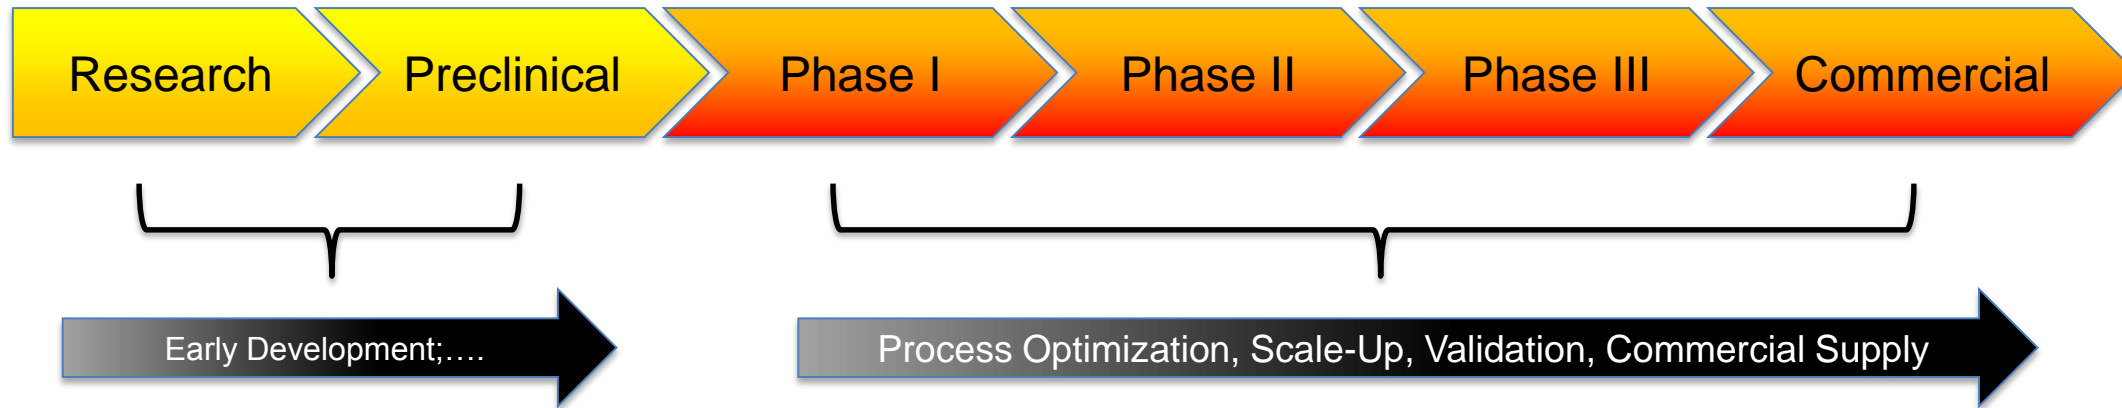 Research
Preclinical
Phase I
Phase II
Phase III
Commercial
Early Development;....
Process Optimization, Scale-Up, Validation, Commercial Supply